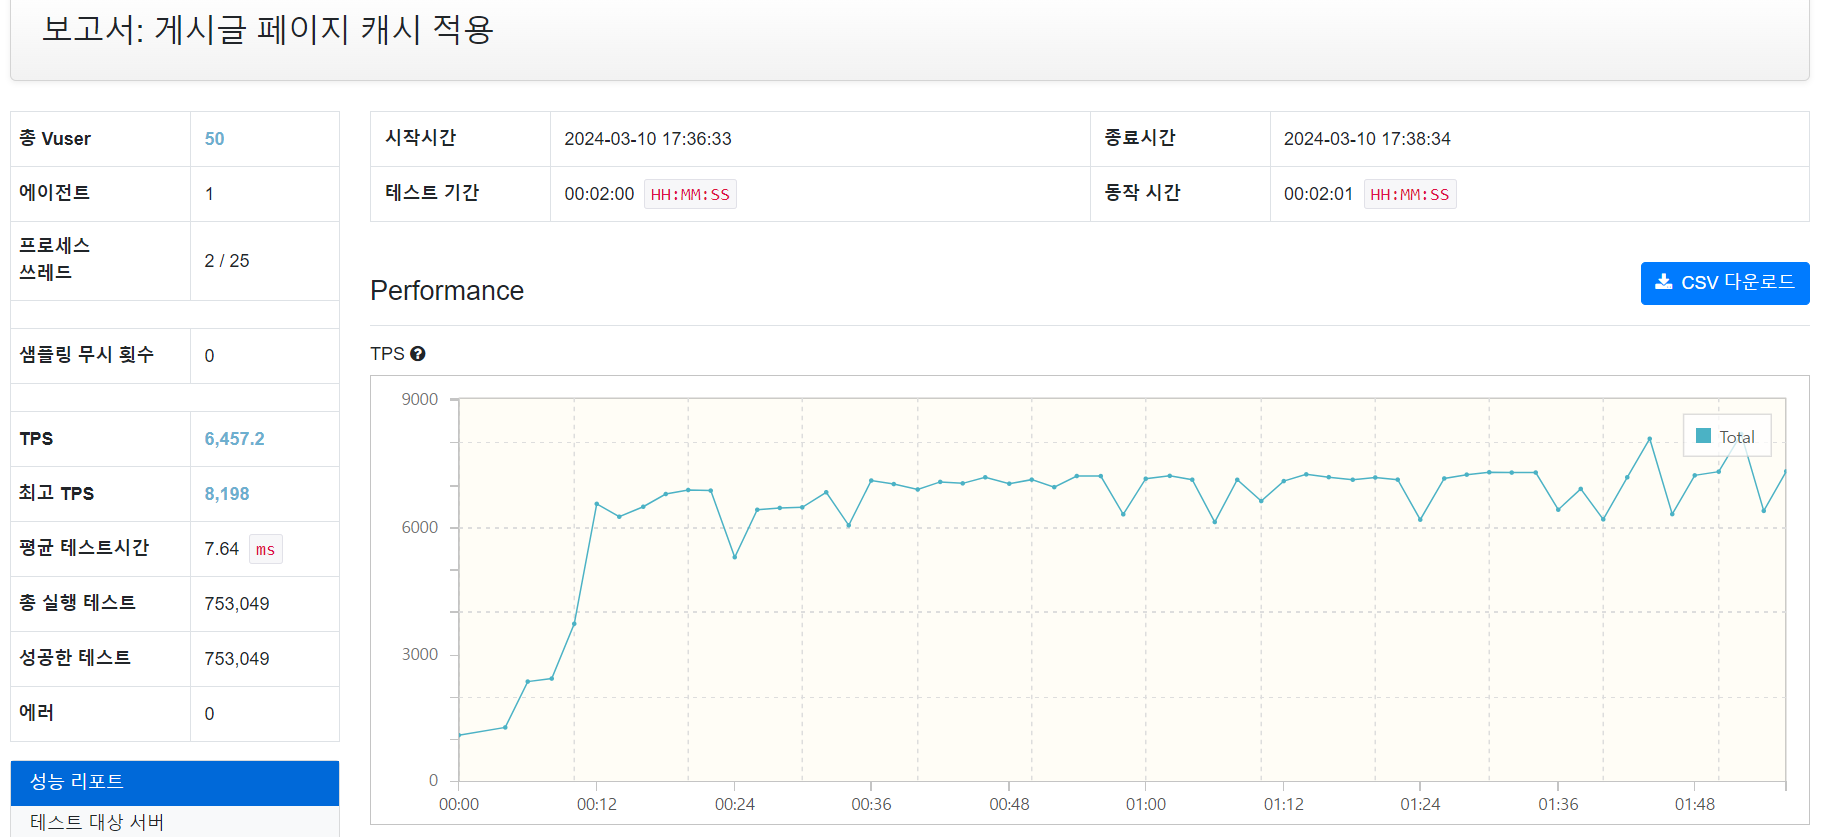 보고서: 게시글 페이지 캐시 적용
총 Vuser 50
에이전트 1
프로세스
쓰레드 2 / 25
샘플링 무시 횟수 0
TPS 6,457.2
최고 TPS 8,198
평균 테스트시간 7.64 ms
총 실행 테스트 753,049
성공한 테스트 753,049
에러 0
성능 리포트
테스트 대상 서버
시작시간 2024-03-10 17:36:33 종료시간 2024-03-10 17:38:34
테스트 기간 00:02:00 HH:MM:SS 동작 시간 00:02:01 HH:MM:SS
Performance
CSV 다운로드
TPS
Total
9000
6000
3000
0
00:00 00:12 00:24 00:36 00:48 01:00 01:12 01:24 01:36 01:48